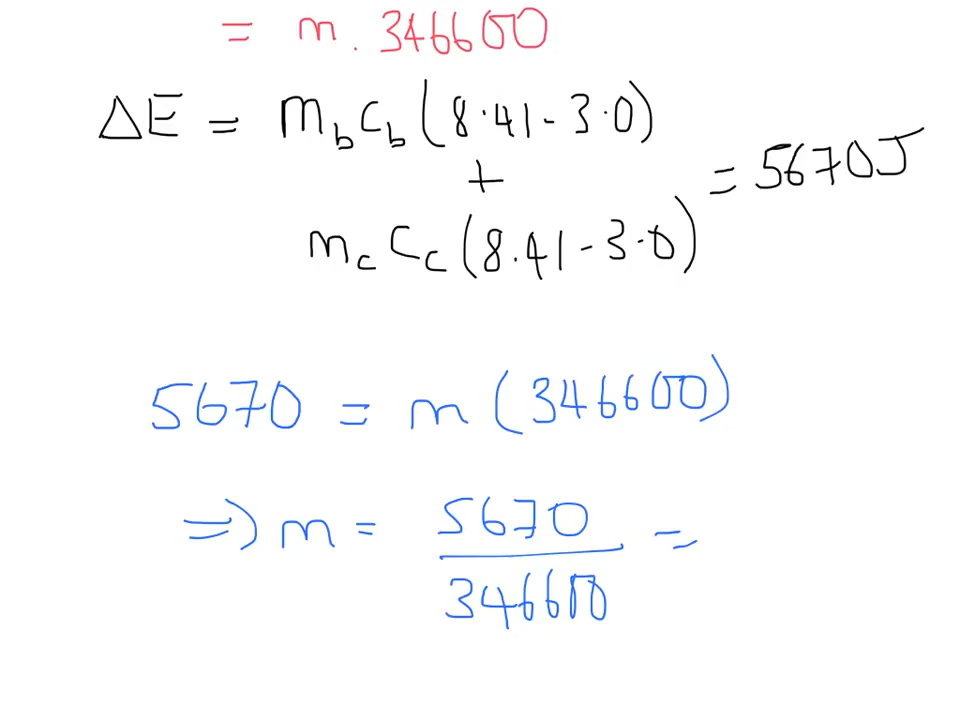 = m . 346600
ΔE = m_b c_b (8.41 - 3.0)
+
= 5670J
m_c c_c (8.41 - 3.0)
5670 = m (346600)
=> m = 5670 / 346600 =